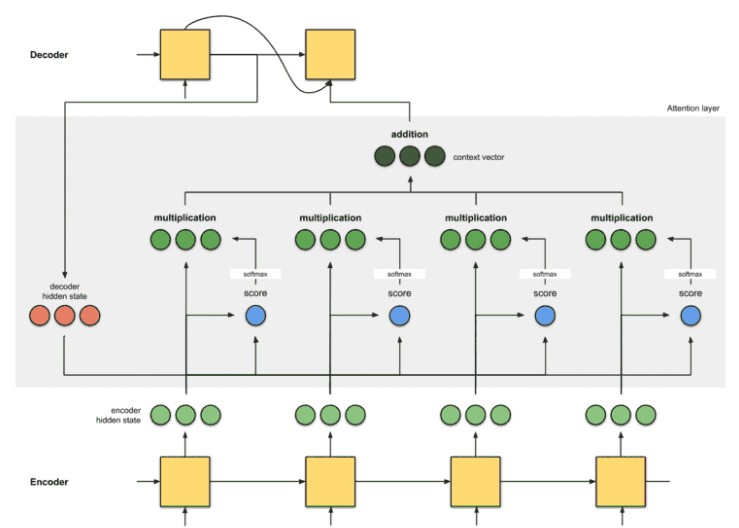 Decoder
Attention layer
addition
context vector
multiplication multiplication multiplication multiplication
softmax softmax softmax softmax
decoder
hidden state
score score score score
encoder
hidden state
Encoder